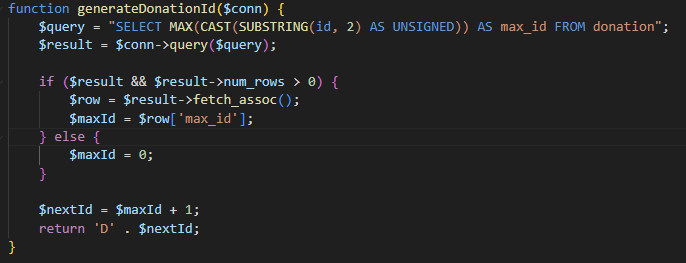 function generateDonationId($conn) {
    $query = "SELECT MAX(CAST(SUBSTRING(id, 2) AS UNSIGNED)) AS max_id FROM donation";
    $result = $conn->query($query);

    if ($result && $result->num_rows > 0) {
        $row = $result->fetch_assoc();
        $maxId = $row['max_id'];
    } else {
        $maxId = 0;
    }

    $nextId = $maxId + 1;
    return 'D' . $nextId;
}